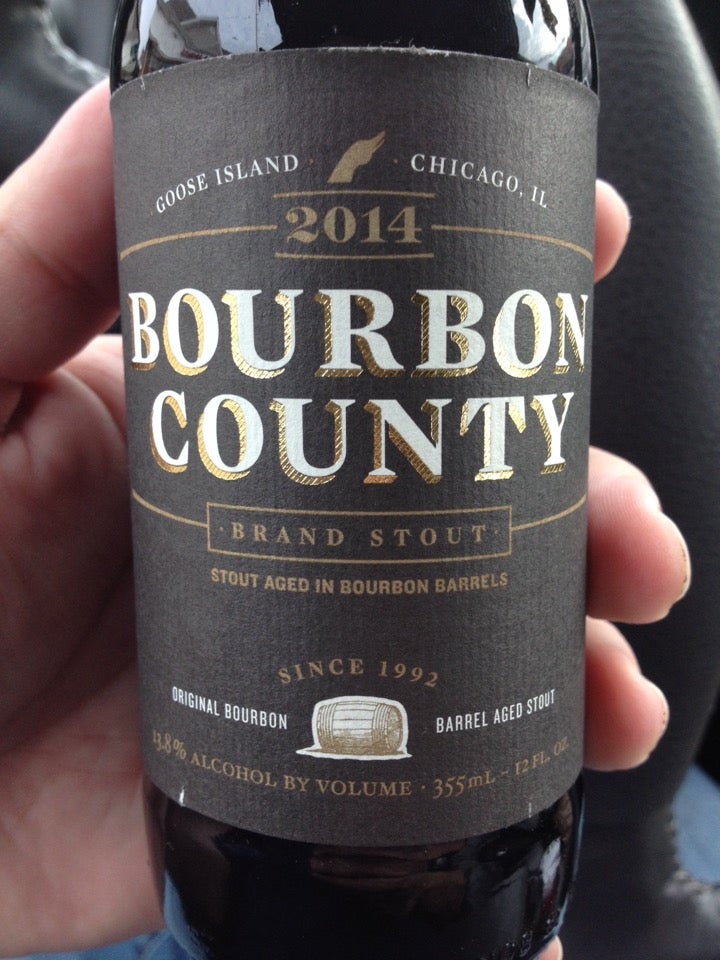 GOOSE ISLAND · · CHICAGO, IL
2014
BOURBON
COUNTY
· BRAND STOUT ·
STOUT AGED IN BOURBON BARRELS
SINCE 1992
ORIGINAL BOURBON BARREL AGED STOUT
13.8% ALCOHOL BY VOLUME · 355mL - 12 FL. OZ.